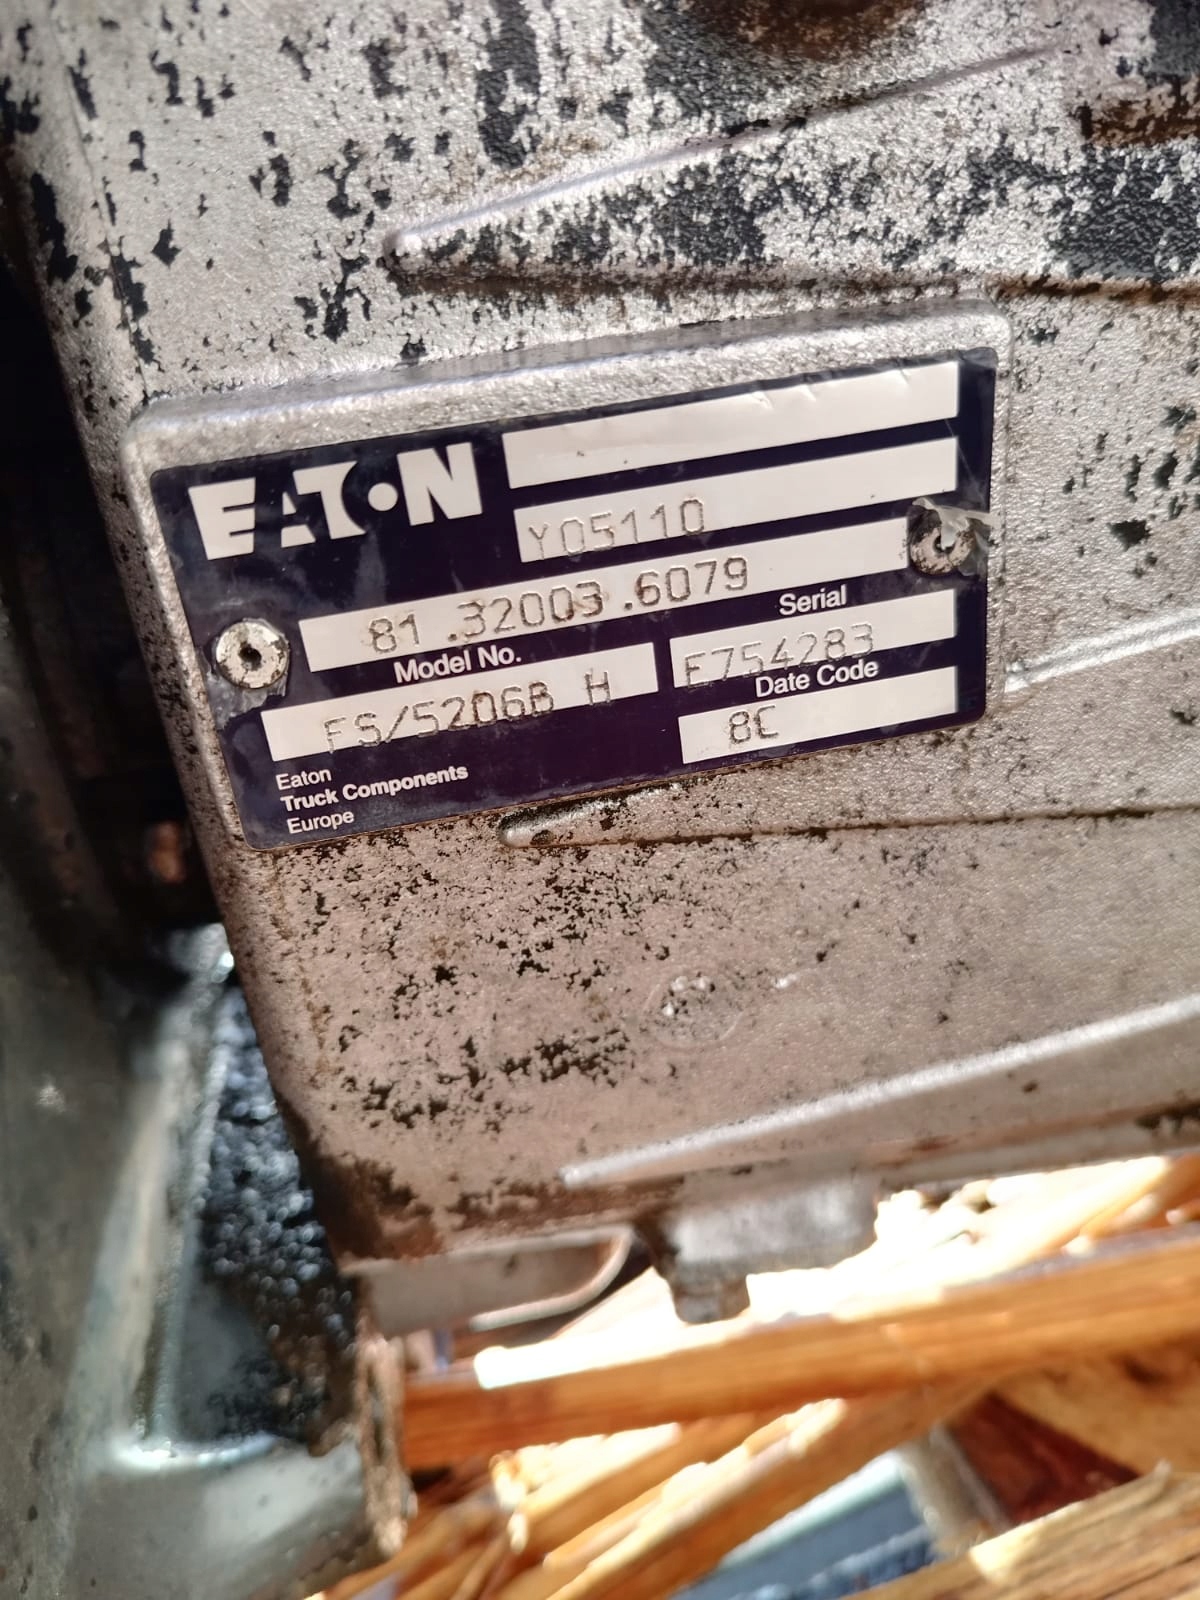 EATON
Y05110
81.32003.6079
Model No.
Serial
FS/5206B H
E754283
Date Code
8C
Eaton
Truck Components
Europe